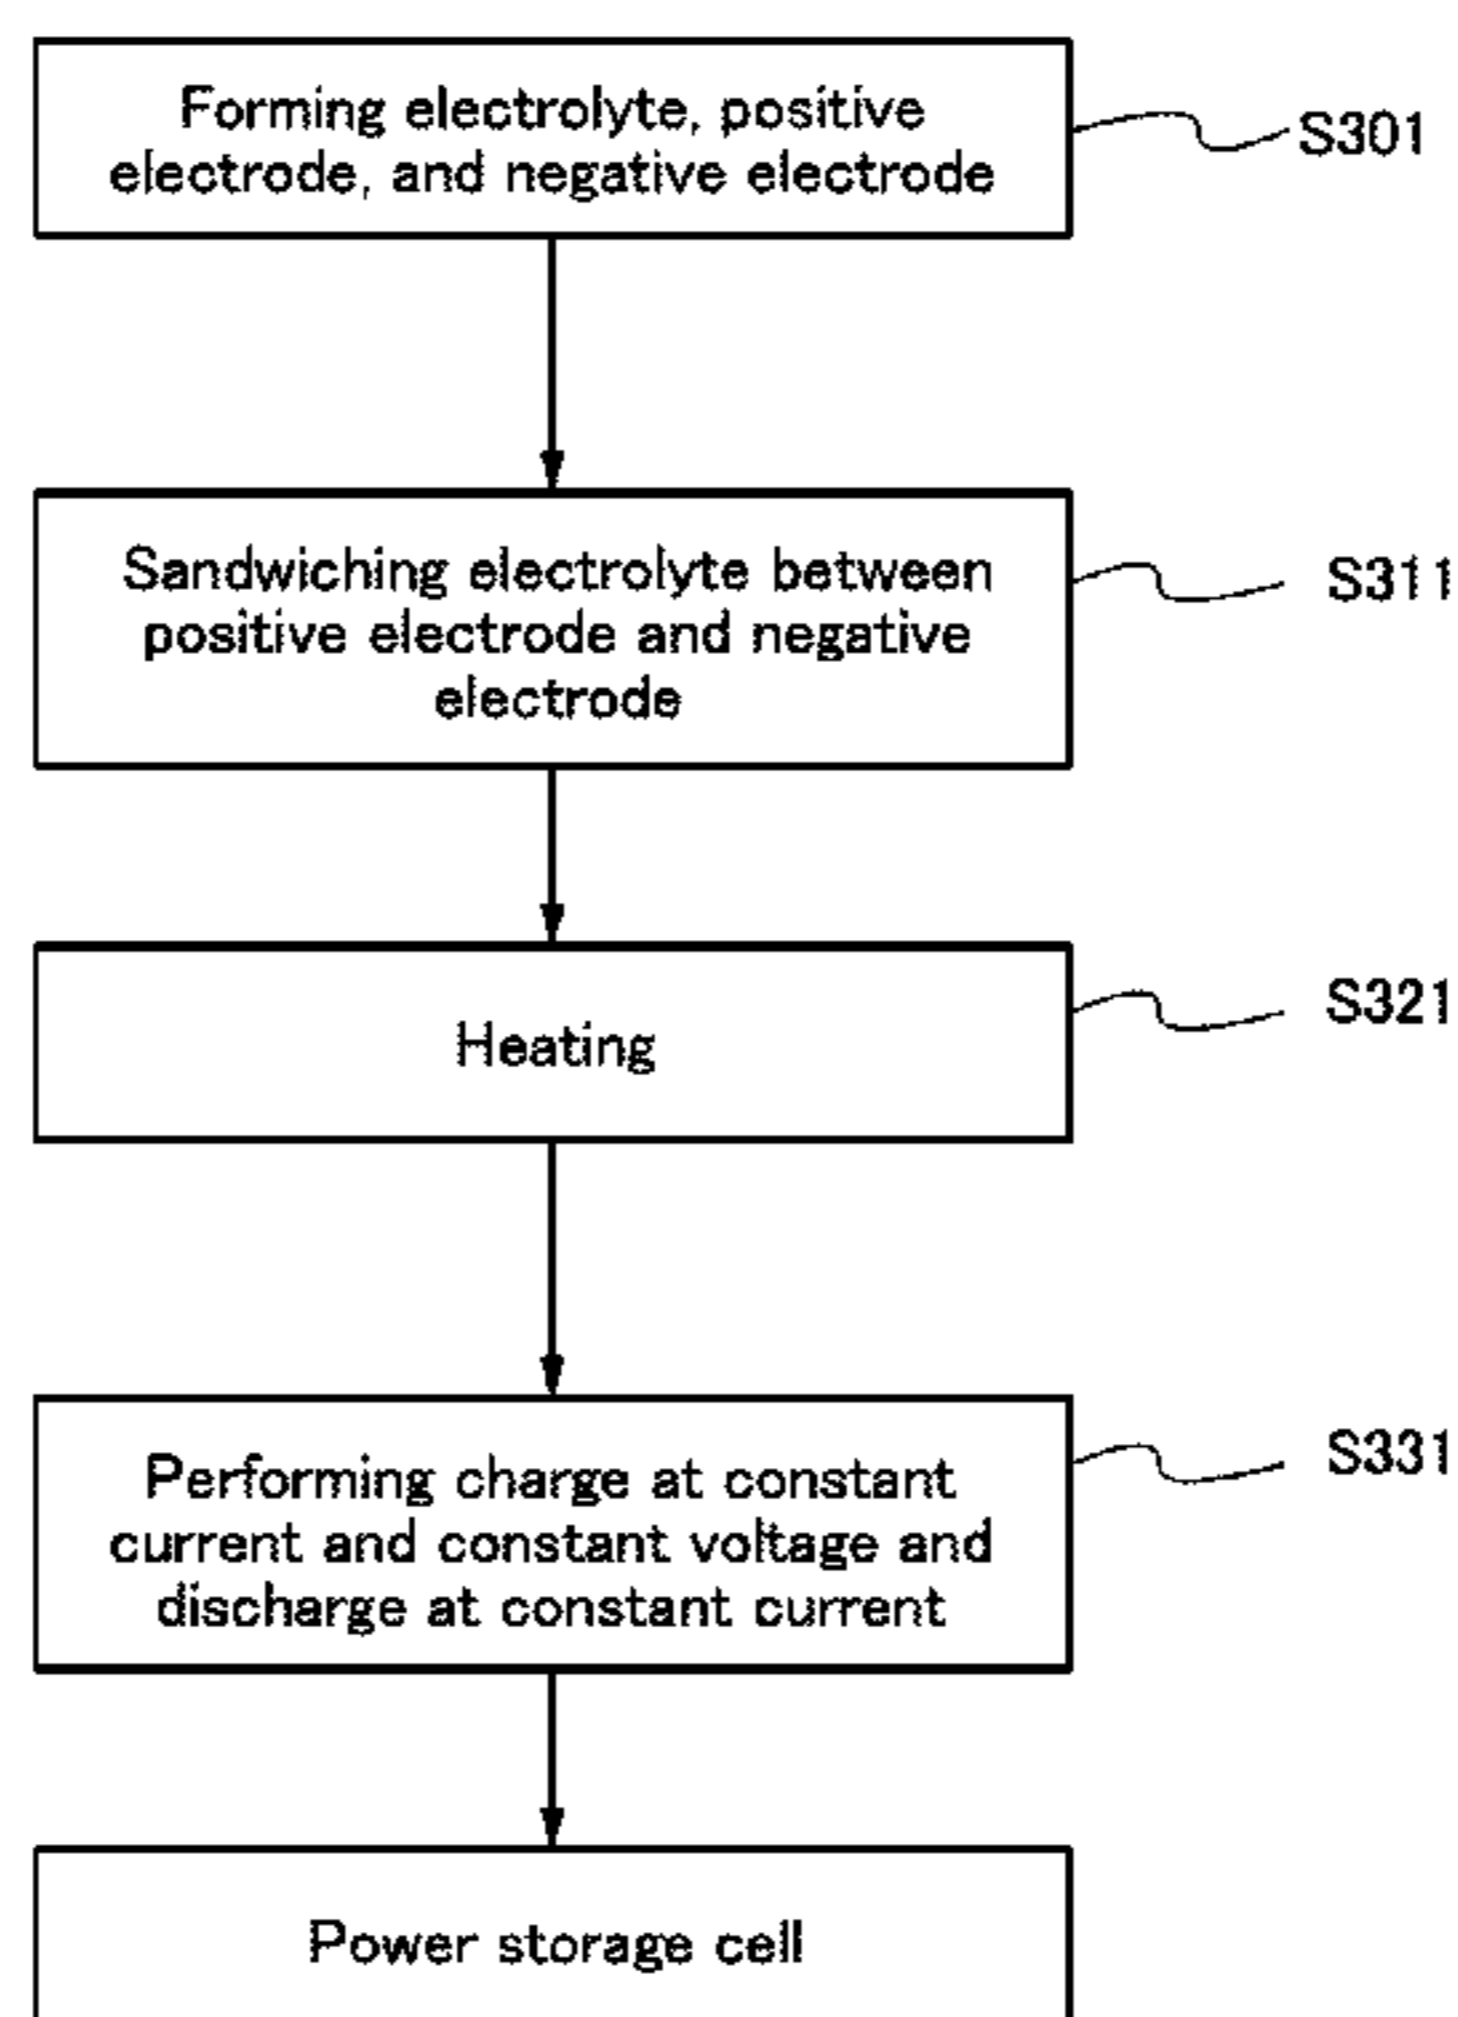 Forming electrolyte, positive
electrode, and negative electrode
S301
Sandwiching electrolyte between
positive electrode and negative
electrode
S311
Heating
S321
Performing charge at constant
current and constant voltage and
discharge at constant current
S331
Power storage cell